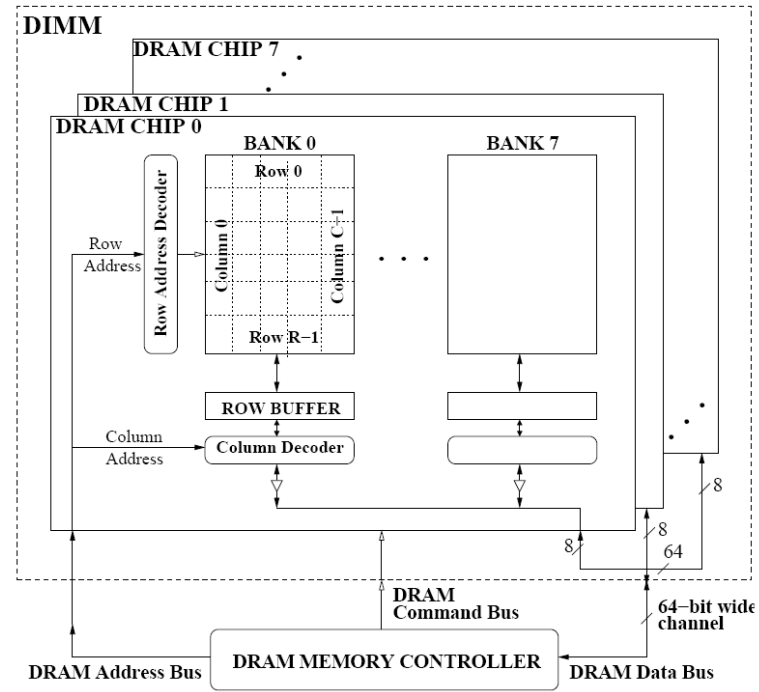 DIMM
DRAM CHIP 7
DRAM CHIP 1
DRAM CHIP 0
BANK 0
BANK 7
Row Address Decoder
Row 0
Column 0
Column C−1
Row
Address
Row R−1
ROW BUFFER
Column
Address
Column Decoder
8
8
8
64
DRAM
Command Bus
64−bit wide
channel
DRAM Address Bus
DRAM MEMORY CONTROLLER
DRAM Data Bus